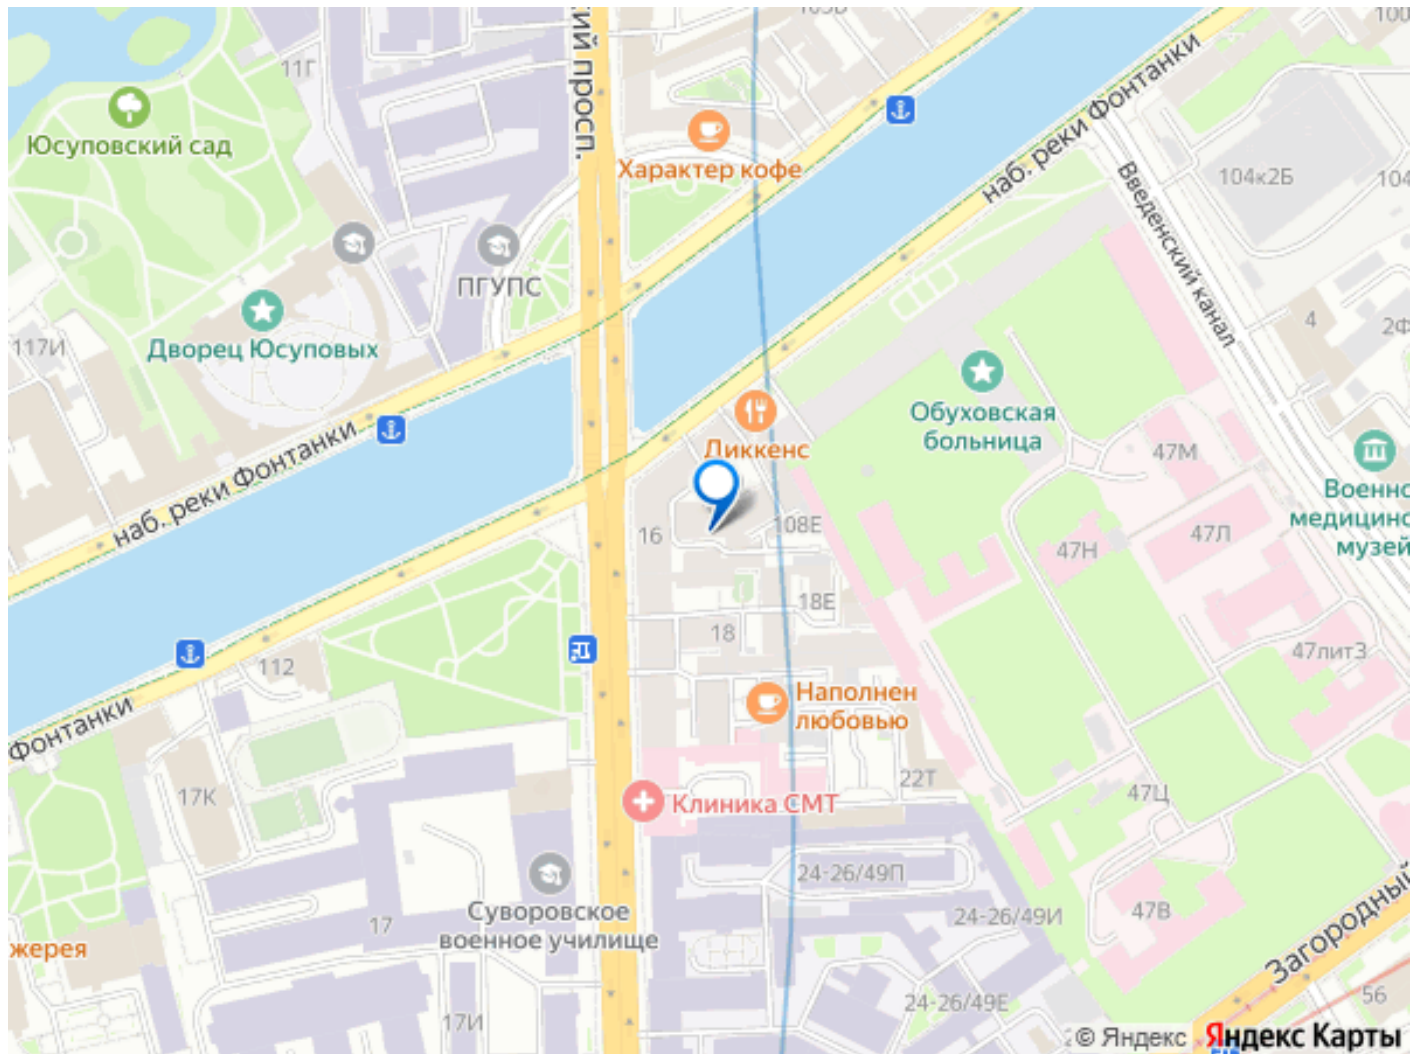 кий просп.
11Г
Юсуповский сад
Характер кофе
ПГУПС
Дворец Юсуповых
117И
наб. реки Фонтанки
100
104к2Б
104
Введенский канал
4
2Ф
наб. реки Фонтанки
Диккенс
Обуховская
больница
47М
Военно
медицинс
музей
47Л
47Н
16
108Е
18Е
18
47литЗ
112
Фонтанки
Наполнен
любовью
22Т
47Ц
17К
Клиника СМТ
24-26/49П
24-26/49И
47В
Суворовское
военное училище
17
жерея
17И
24-26/49Е
Загородный
56
© Яндекс
Яндекс Карты